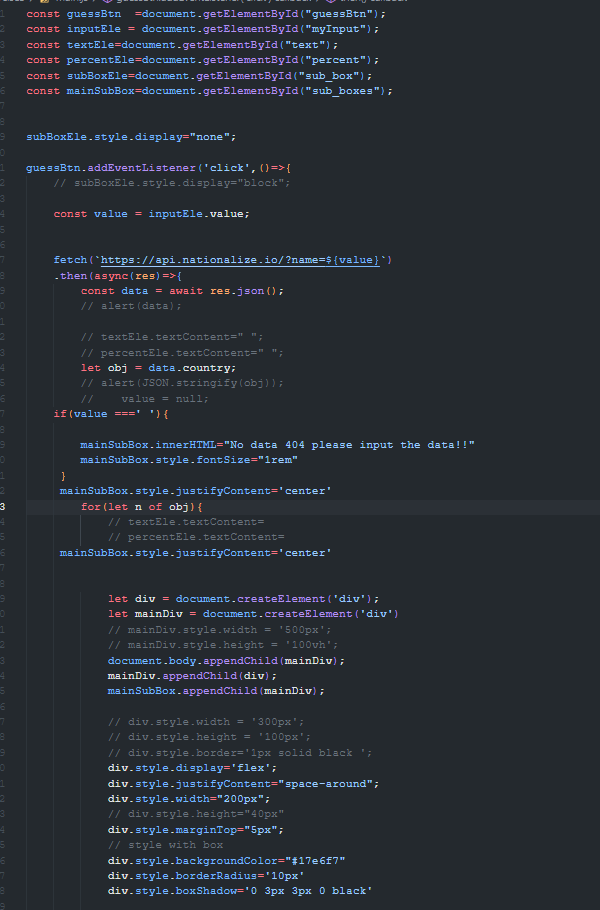 const guessBtn  =document.getElementById("guessBtn");
const inputEle = document.getElementById("myInput");
const textEle=document.getElementById("text");
const percentEle=document.getElementById("percent");
const subBoxEle=document.getElementById("sub_box");
const mainSubBox=document.getElementById("sub_boxes");
subBoxEle.style.display="none";
guessBtn.addEventListener('click',()=>{
// subBoxEle.style.display="block";
const value = inputEle.value;
fetch(`https://api.nationalize.io/?name=${value}`)
.then(async(res)=>{
const data = await res.json();
// alert(data);
// textEle.textContent=" ";
// percentEle.textContent=" ";
let obj = data.country;
// alert(JSON.stringify(obj));
//    value = null;
if(value ===' '){
mainSubBox.innerHTML="No data 404 please input the data!!"
mainSubBox.style.fontSize="1rem"
}
mainSubBox.style.justifyContent='center'
for(let n of obj){
// textEle.textContent=
// percentEle.textContent=
mainSubBox.style.justifyContent='center'
let div = document.createElement('div');
let mainDiv = document.createElement('div')
// mainDiv.style.width = '500px';
// mainDiv.style.height = '100vh';
document.body.appendChild(mainDiv);
mainDiv.appendChild(div);
mainSubBox.appendChild(mainDiv);
// div.style.width = '300px';
// div.style.height = '100px';
// div.style.border='1px solid black ';
div.style.display='flex';
div.style.justifyContent="space-around";
div.style.width="200px";
// div.style.height="40px"
div.style.marginTop="5px";
// style with box
div.style.backgroundColor="#17e6f7"
div.style.borderRadius='10px'
div.style.boxShadow='0 3px 3px 0 black'